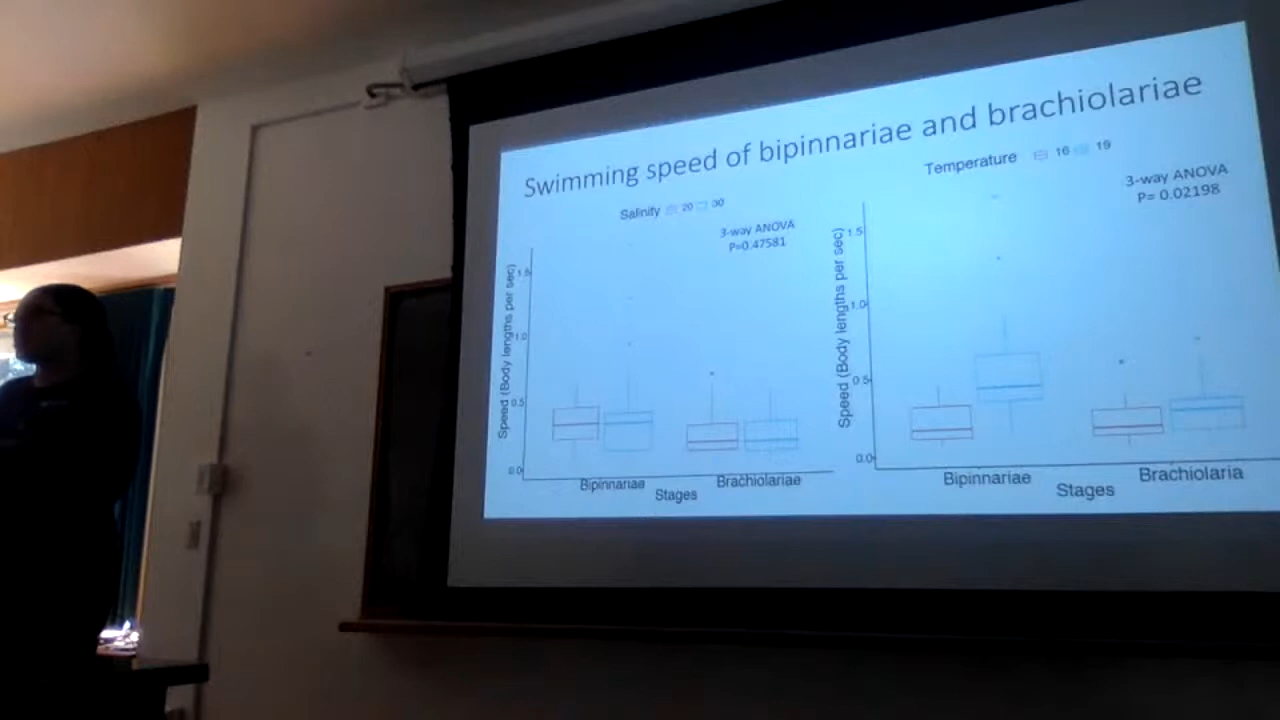 Swimming speed of bipinnariae and brachiolariae
Salinity 20 30
3-way ANOVA
P=0.47581
Speed (Body lengths per sec)
1.5
1.0
0.5
0.0
Bipinnariae Brachiolariae
Stages
Temperature 16 19
3-way ANOVA
P= 0.02198
Speed (Body lengths per sec)
1.5
1.0
0.5
0.0
Bipinnariae Brachiolaria
Stages